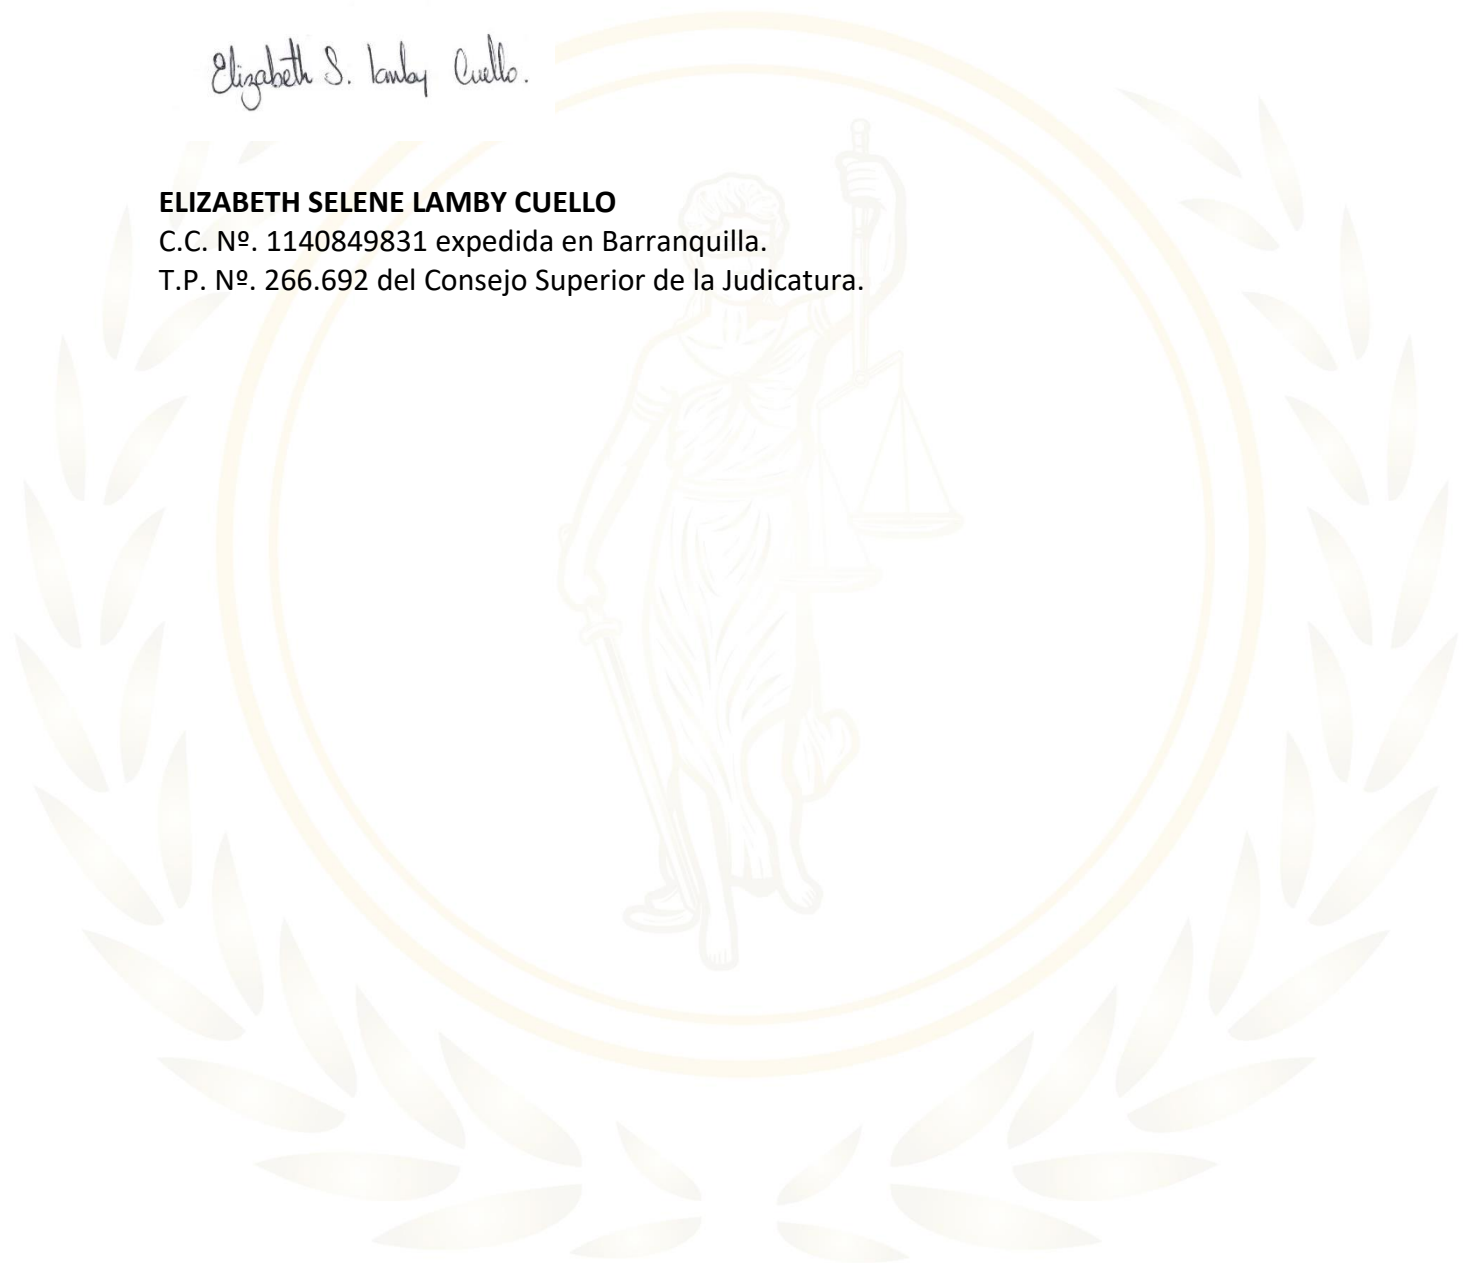 Elizabeth S. Lamby Cuello.
ELIZABETH SELENE LAMBY CUELLO
C.C. Nº. 1140849831 expedida en Barranquilla.
T.P. Nº. 266.692 del Consejo Superior de la Judicatura.